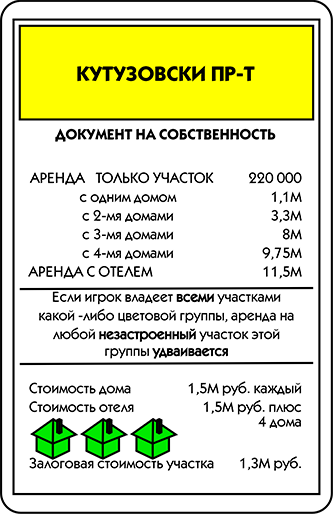 КУТУЗОВСКИ ПР-Т
ДОКУМЕНТ НА СОБСТВЕННОСТЬ
АРЕНДА ТОЛЬКО УЧАСТОК 220 000
с одним домом 1,1М
с 2-мя домами 3,3М
с 3-мя домами 8М
с 4-мя домами 9,75М
АРЕНДА С ОТЕЛЕМ 11,5М
Если игрок владеет всеми участками
какой -либо цветовой группы, аренда на
любой незастроенный участок этой
группы удваивается
Стоимость дома 1,5М руб. каждый
Стоимость отеля 1,5М руб. плюс
4 дома
Залоговая стоимость участка 1,3М руб.